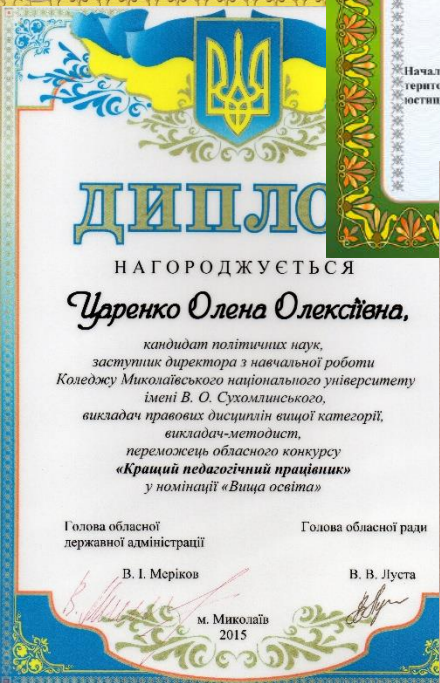 ДИПЛО
НАГОРОДЖУЄТЬСЯ
Царенко Олена Олексіївна,
кандидат політичних наук,
заступник директора з навчальної роботи
Коледжу Миколаївського національного університету
імені В. О. Сухомлинського,
викладач правових дисциплін вищої категорії,
викладач-методист,
переможець обласного конкурсу
«Кращий педагогічний працівник»
у номінації «Вища освіта»
Голова обласної
державної адміністрації
В. І. Меріков
Голова обласної ради
В. В. Луста
м. Миколаїв
2015
Начал
терито
юстиц